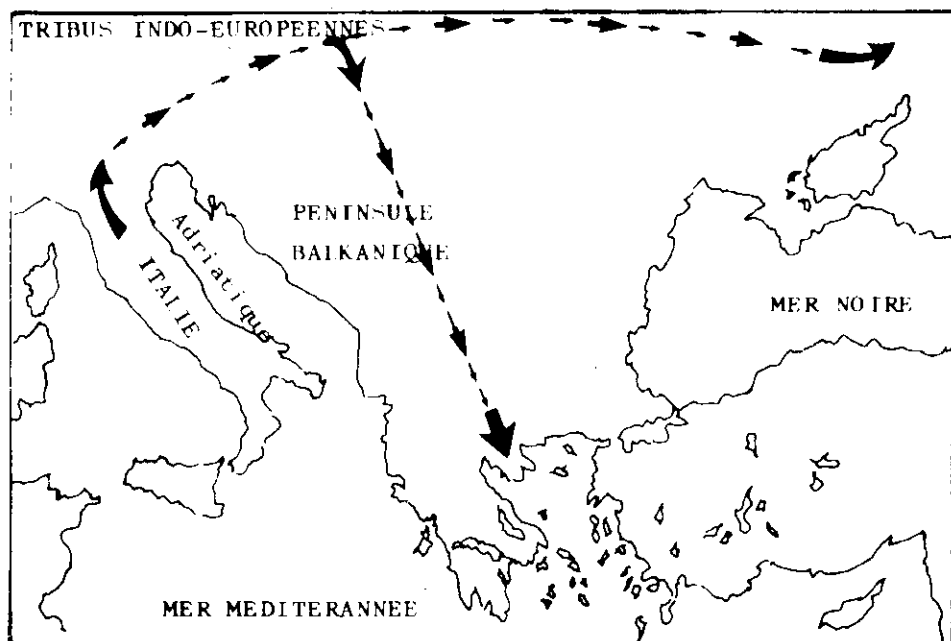 TRIBUS INDO-EUROPEENNES
PENINSULE
BALKANIQUE
Adriatique
ITALIE
MER NOIRE
MER MEDITERANNEE